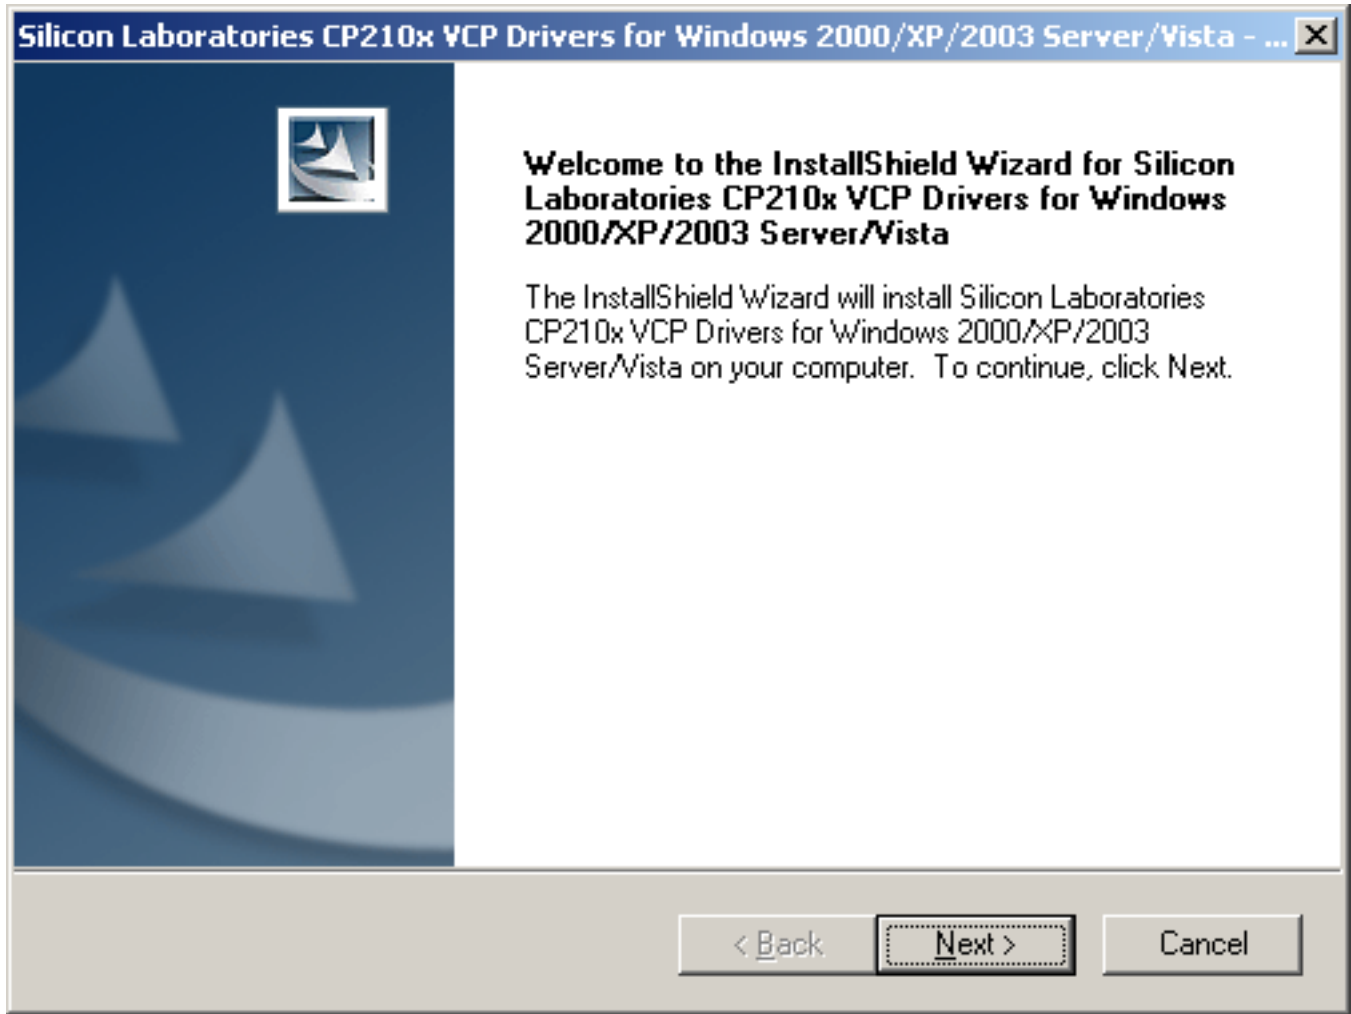 Silicon Laboratories CP210x VCP Drivers for Windows 2000/XP/2003 Server/Vista - ...
Welcome to the InstallShield Wizard for Silicon
Laboratories CP210x VCP Drivers for Windows
2000/XP/2003 Server/Vista
The InstallShield Wizard will install Silicon Laboratories
CP210x VCP Drivers for Windows 2000/XP/2003
Server/Vista on your computer.  To continue, click Next.
< Back
Next >
Cancel